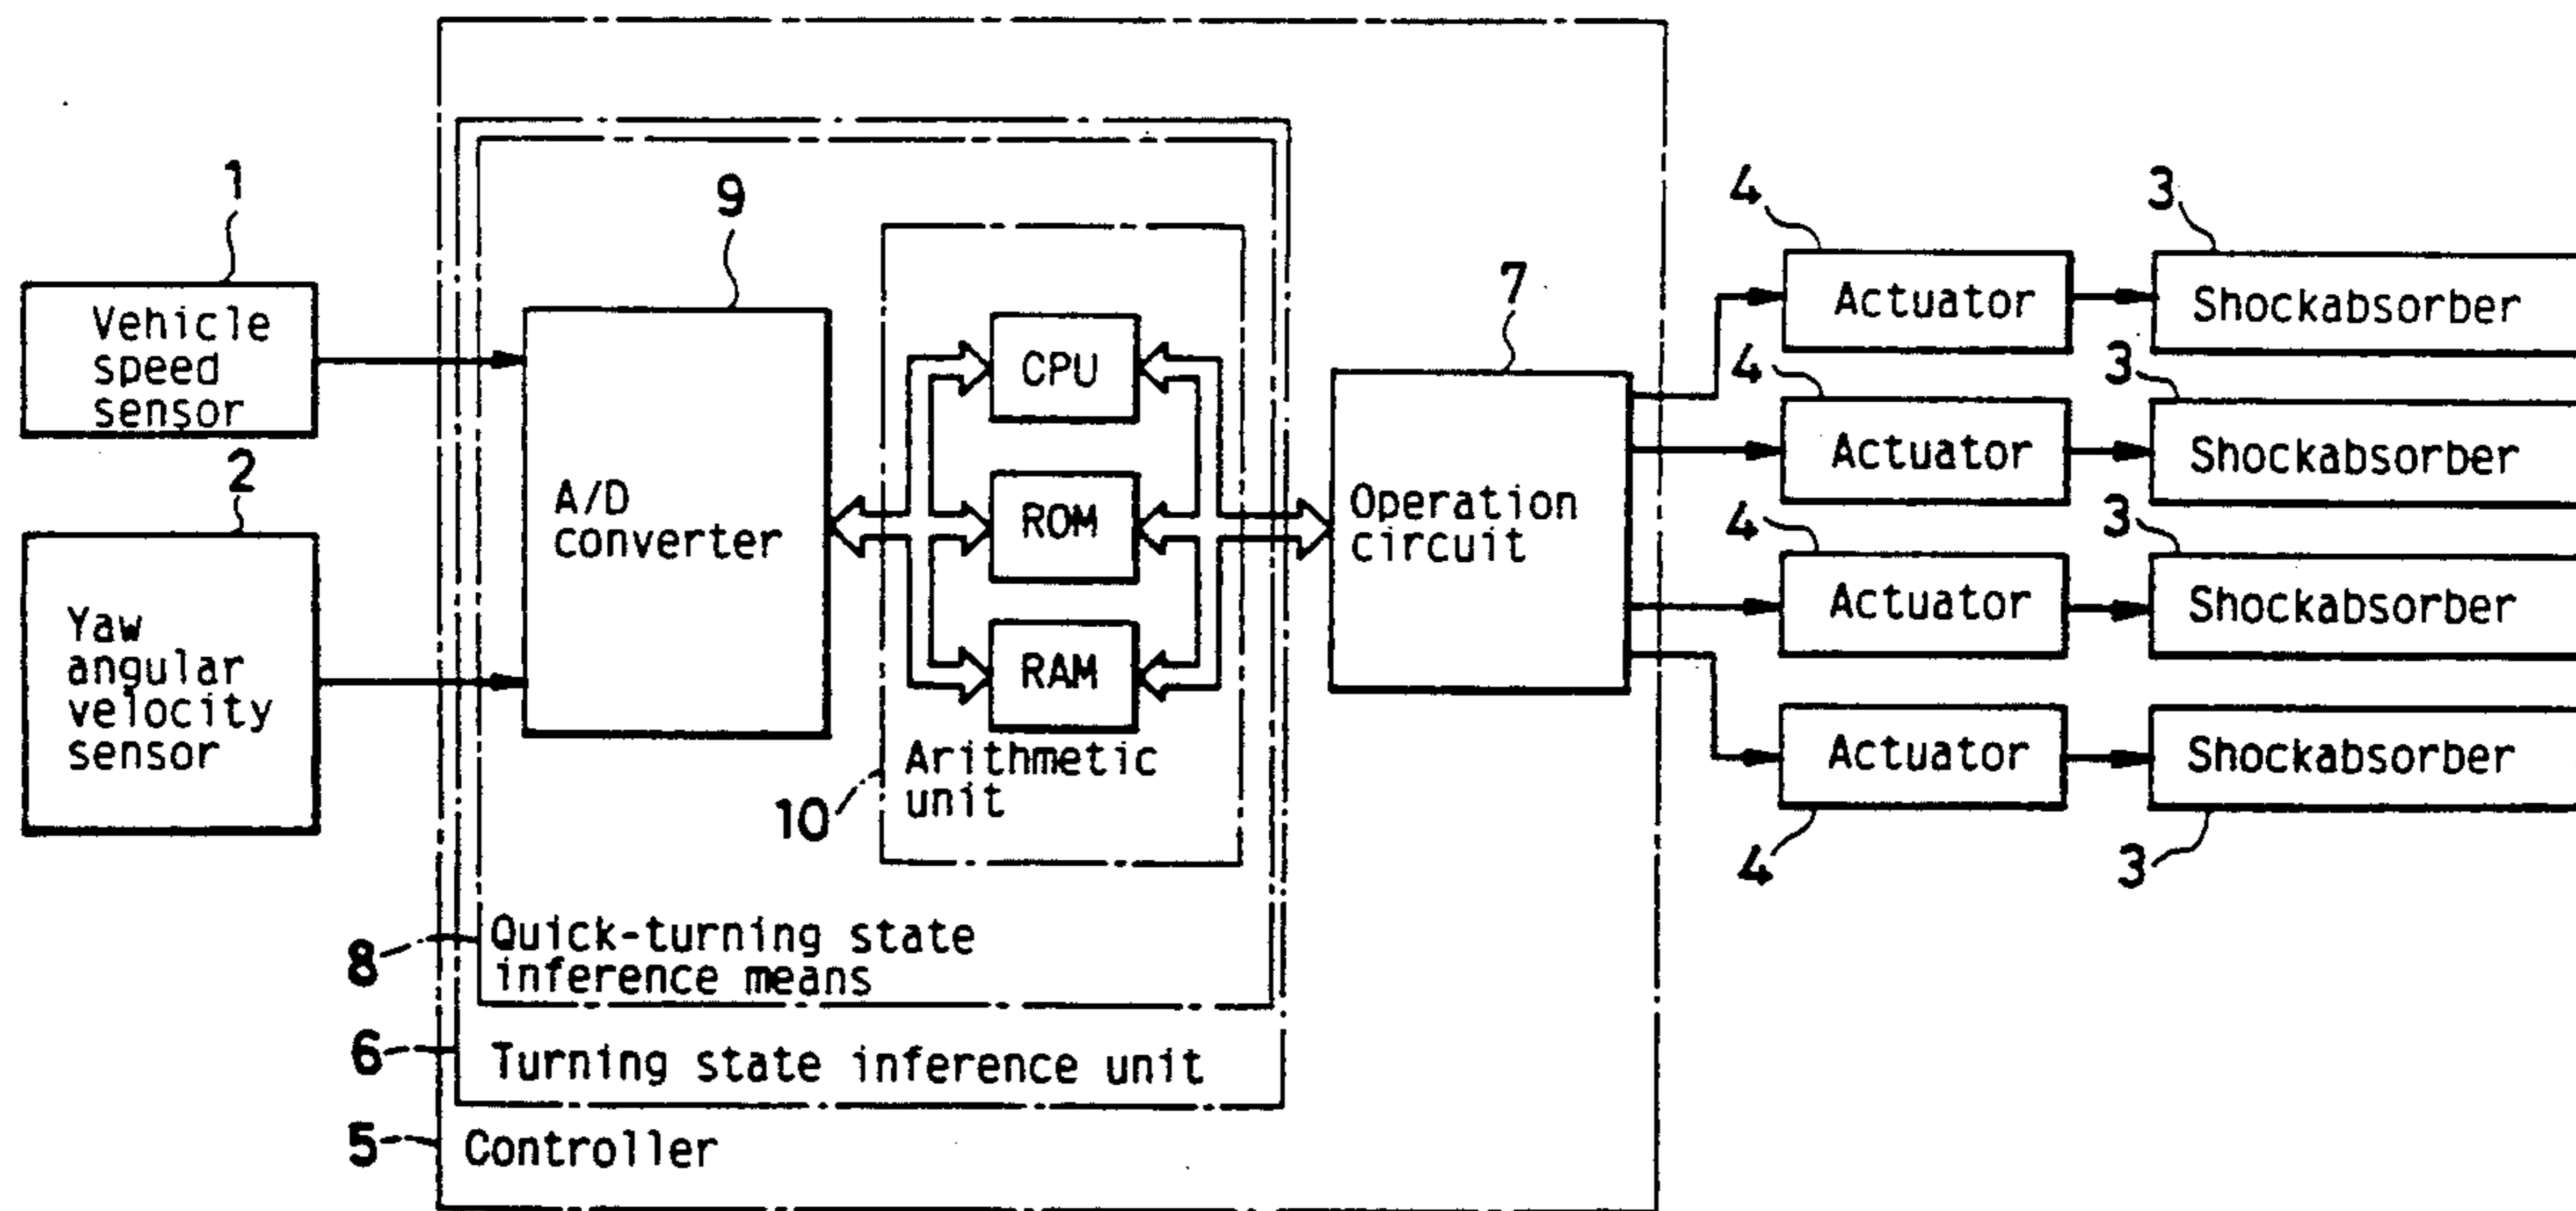 1
Vehicle
speed
sensor
2
Yaw
angular
velocity
sensor
9
A/D
converter
CPU
ROM
RAM
Arithmetic
unit
10
Quick-turning state
inference means
8
Turning state inference unit
6
Controller
5
7
Operation
circuit
4
Actuator
3
Shockabsorber
4
Actuator
3
Shockabsorber
4
Actuator
3
Shockabsorber
Actuator
4
Shockabsorber
3